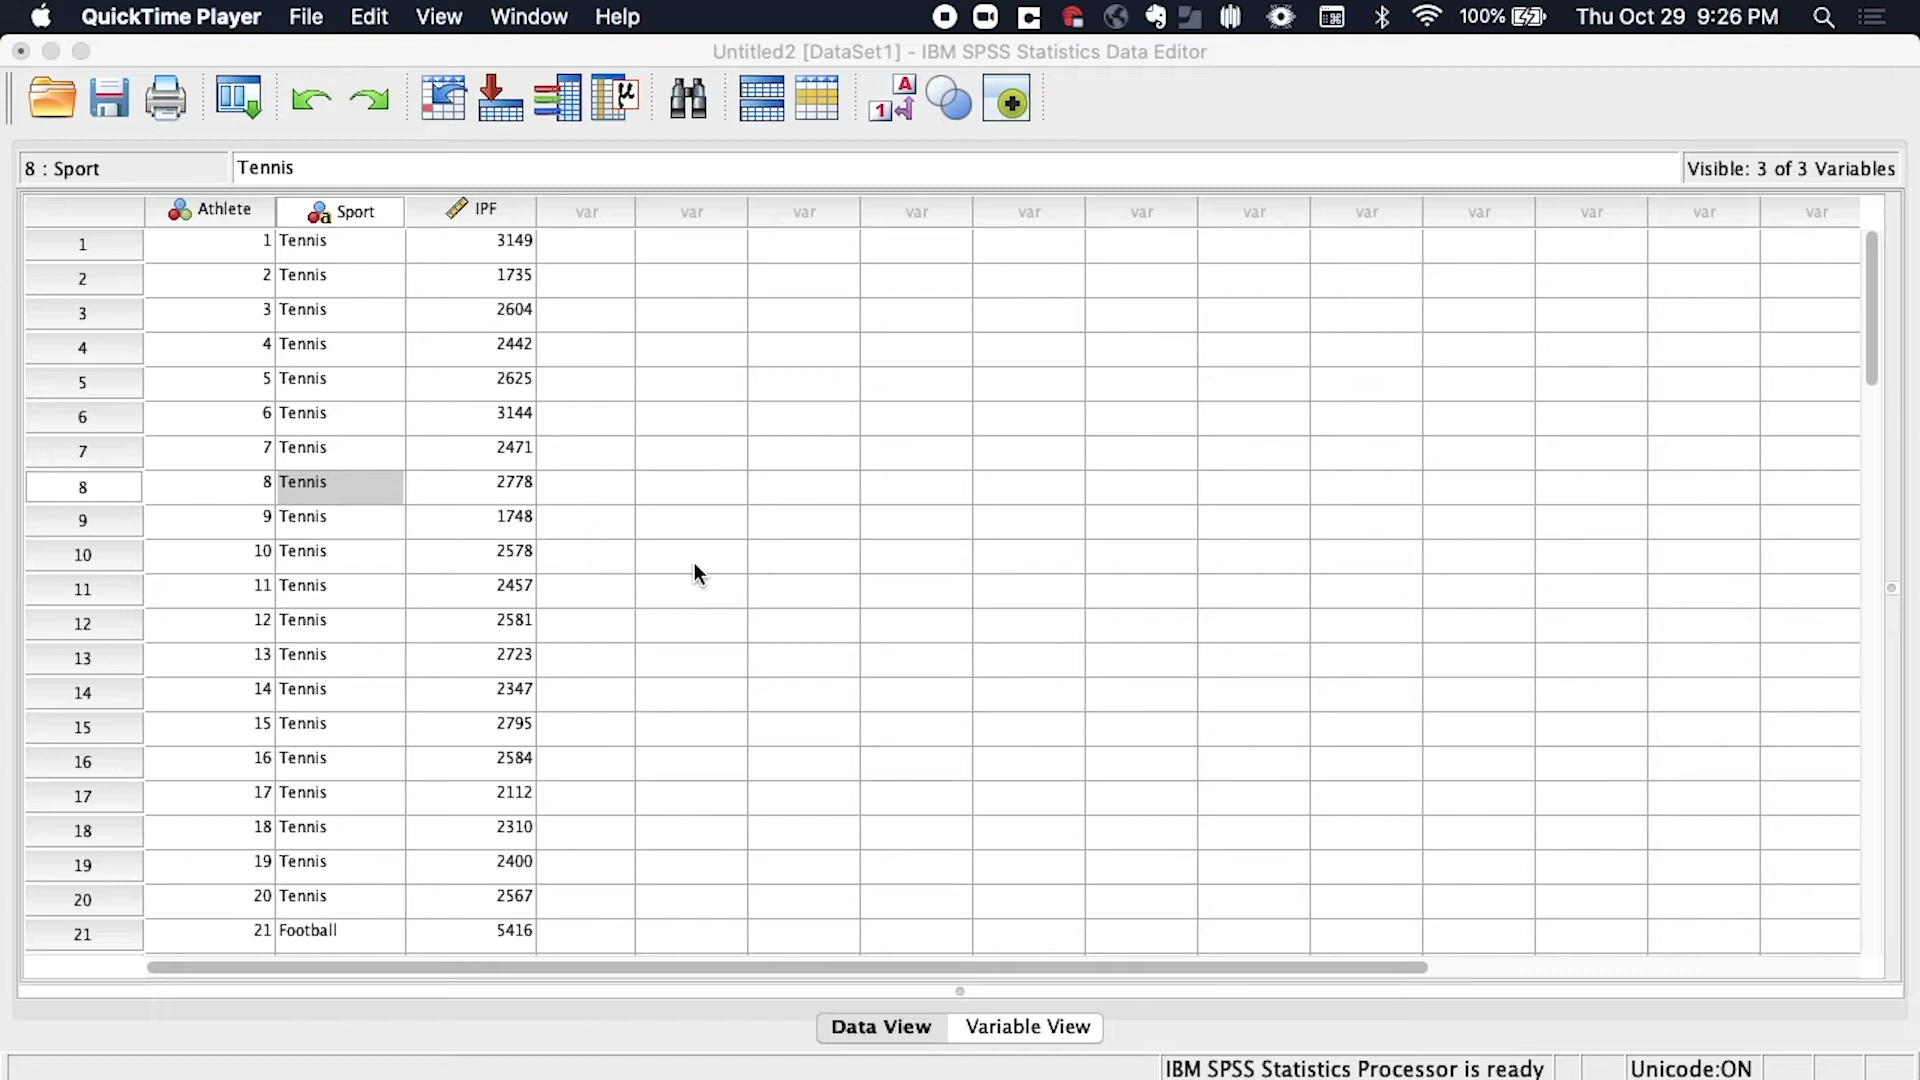 QuickTime Player File Edit View Window Help 100% Thu Oct 29 9:26 PM
Untitled2 [DataSet1] - IBM SPSS Statistics Data Editor
8 : Sport Tennis Visible: 3 of 3 Variables
Athlete Sport IPF var var var var var var var var var var var var
1 1 Tennis 3149
2 2 Tennis 1735
3 3 Tennis 2604
4 4 Tennis 2442
5 5 Tennis 2625
6 6 Tennis 3144
7 7 Tennis 2471
8 8 Tennis 2778
9 9 Tennis 1748
10 10 Tennis 2578
11 11 Tennis 2457
12 12 Tennis 2581
13 13 Tennis 2723
14 14 Tennis 2347
15 15 Tennis 2795
16 16 Tennis 2584
17 17 Tennis 2112
18 18 Tennis 2310
19 19 Tennis 2400
20 20 Tennis 2567
21 21 Football 5416
Data View Variable View
IBM SPSS Statistics Processor is ready Unicode:ON